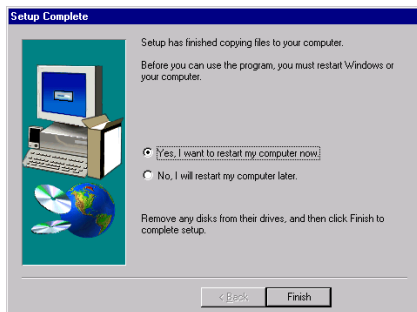 Setup Complete
Setup has finished copying files to your computer.
Before you can use the program, you must restart Windows or
your computer.
Yes, I want to restart my computer now.
No, I will restart my computer later.
Remove any disks from their drives, and then click Finish to
complete setup.
< Back
Finish